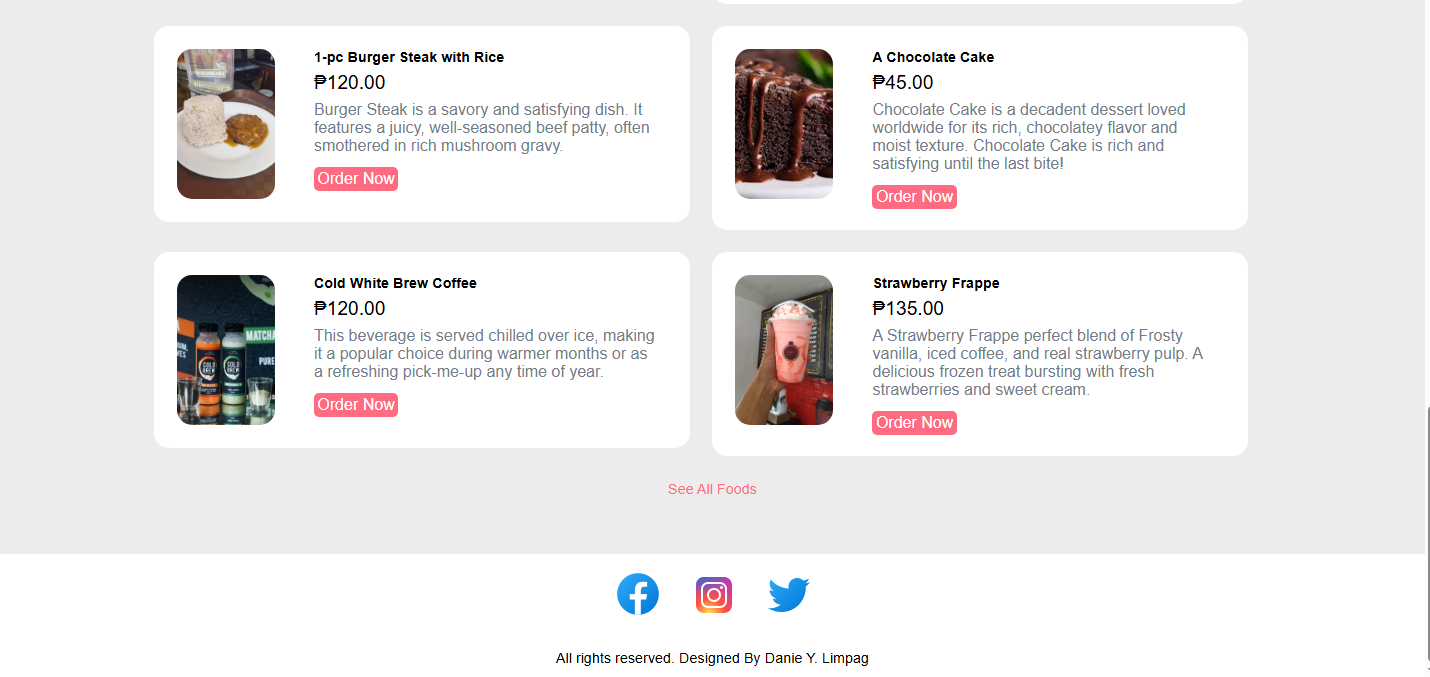 1-pc Burger Steak with Rice
₱120.00
Burger Steak is a savory and satisfying dish. It
features a juicy, well-seasoned beef patty, often
smothered in rich mushroom gravy.
Order Now
A Chocolate Cake
₱45.00
Chocolate Cake is a decadent dessert loved
worldwide for its rich, chocolatey flavor and
moist texture. Chocolate Cake is rich and
satisfying until the last bite!
Order Now
COLD
BREW
COLD
BREW
MATCHA
PURE
Cold White Brew Coffee
₱120.00
This beverage is served chilled over ice, making
it a popular choice during warmer months or as
a refreshing pick-me-up any time of year.
Order Now
Strawberry Frappe
₱135.00
A Strawberry Frappe perfect blend of Frosty
vanilla, iced coffee, and real strawberry pulp. A
delicious frozen treat bursting with fresh
strawberries and sweet cream.
Order Now
See All Foods
All rights reserved. Designed By Danie Y. Limpag